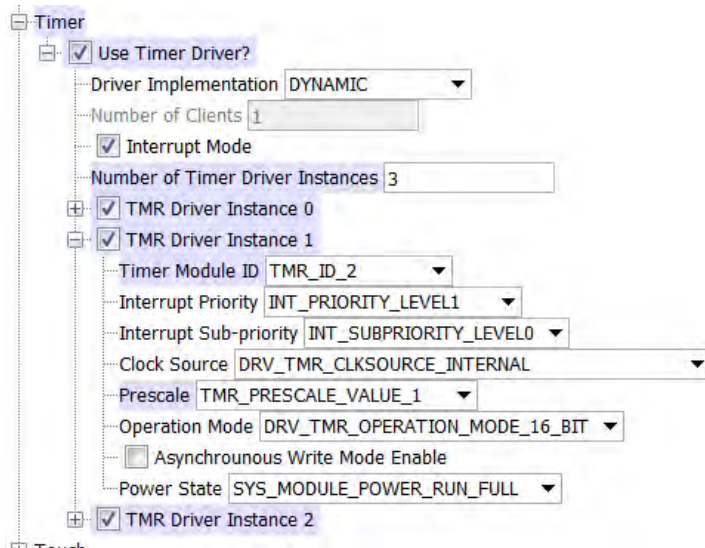 Timer
Use Timer Driver?
Driver Implementation DYNAMIC
Number of Clients 1
Interrupt Mode
Number of Timer Driver Instances 3
TMR Driver Instance 0
TMR Driver Instance 1
Timer Module ID TMR_ID_2
Interrupt Priority INT_PRIORITY_LEVEL1
Interrupt Sub-priority INT_SUBPRIORITY_LEVEL0
Clock Source DRV_TMR_CLKSOURCE_INTERNAL
Prescale TMR_PRESCALE_VALUE_1
Operation Mode DRV_TMR_OPERATION_MODE_16_BIT
Asynchrounous Write Mode Enable
Power State SYS_MODULE_POWER_RUN_FULL
TMR Driver Instance 2